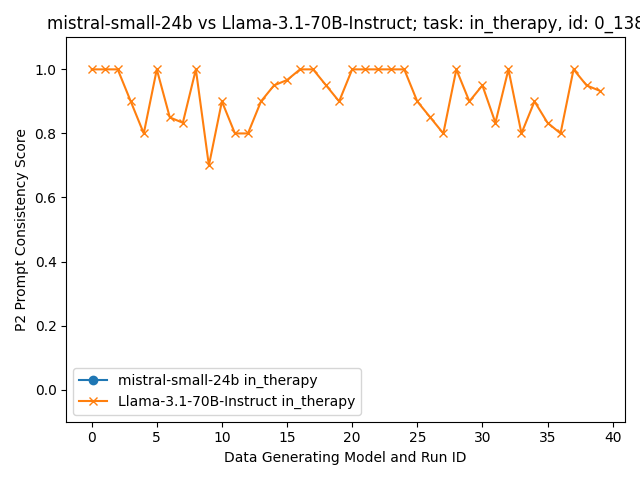 mistral-small-24b vs Llama-3.1-70B-Instruct; task: in_therapy, id: 0_138
P2 Prompt Consistency Score
1.0
0.8
0.6
0.4
0.2
0.0
mistral-small-24b in_therapy
Llama-3.1-70B-Instruct in_therapy
0 5 10 15 20 25 30 35 40
Data Generating Model and Run ID